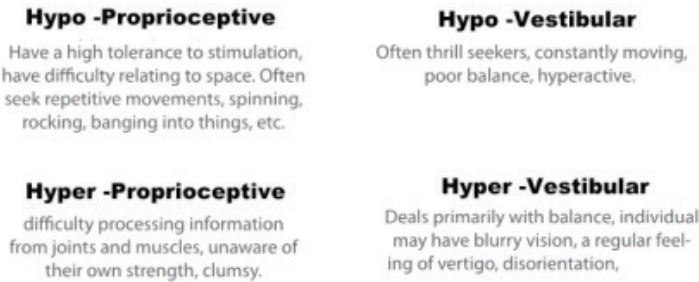 Hypo -Proprioceptive
Have a high tolerance to stimulation,
have difficulty relating to space. Often
seek repetitive movements, spinning,
rocking, banging into things, etc.
Hypo -Vestibular
Often thrill seekers, constantly moving,
poor balance, hyperactive.
Hyper -Proprioceptive
difficulty processing information
from joints and muscles, unaware of
their own strength, clumsy.
Hyper -Vestibular
Deals primarily with balance, individual
may have blurry vision, a regular feel-
ing of vertigo, disorientation,